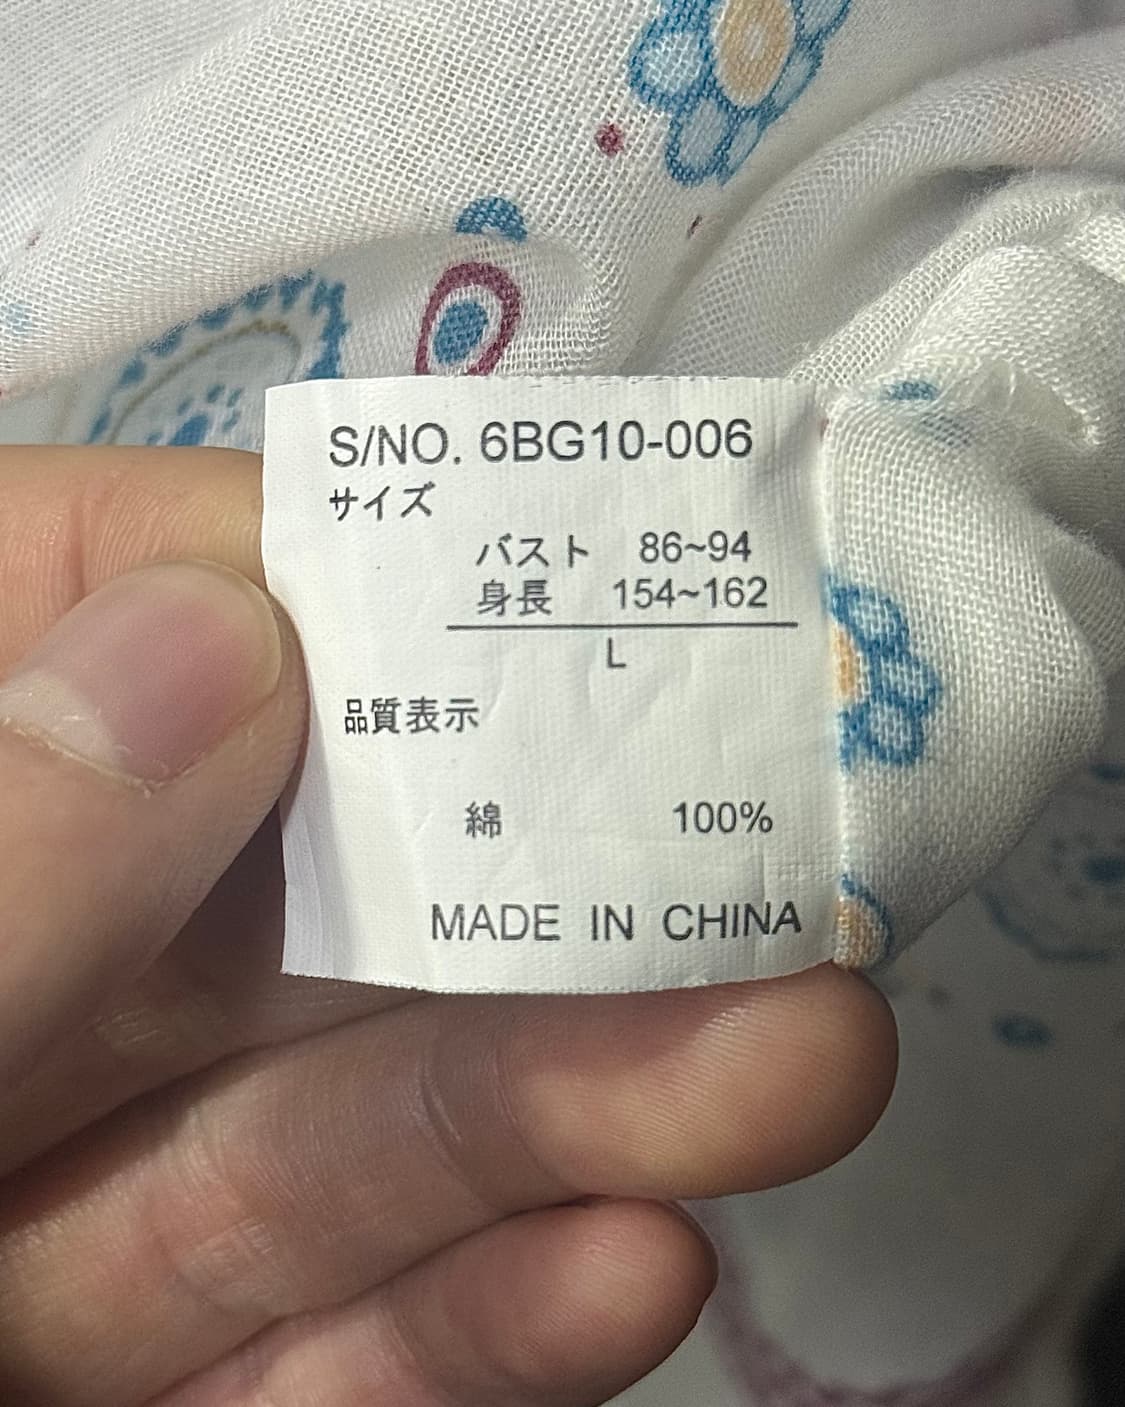 S/NO. 6BG10-006
サイズ
バスト 86~94
身長 154~162
L
品質表示
綿 100%
MADE IN CHINA